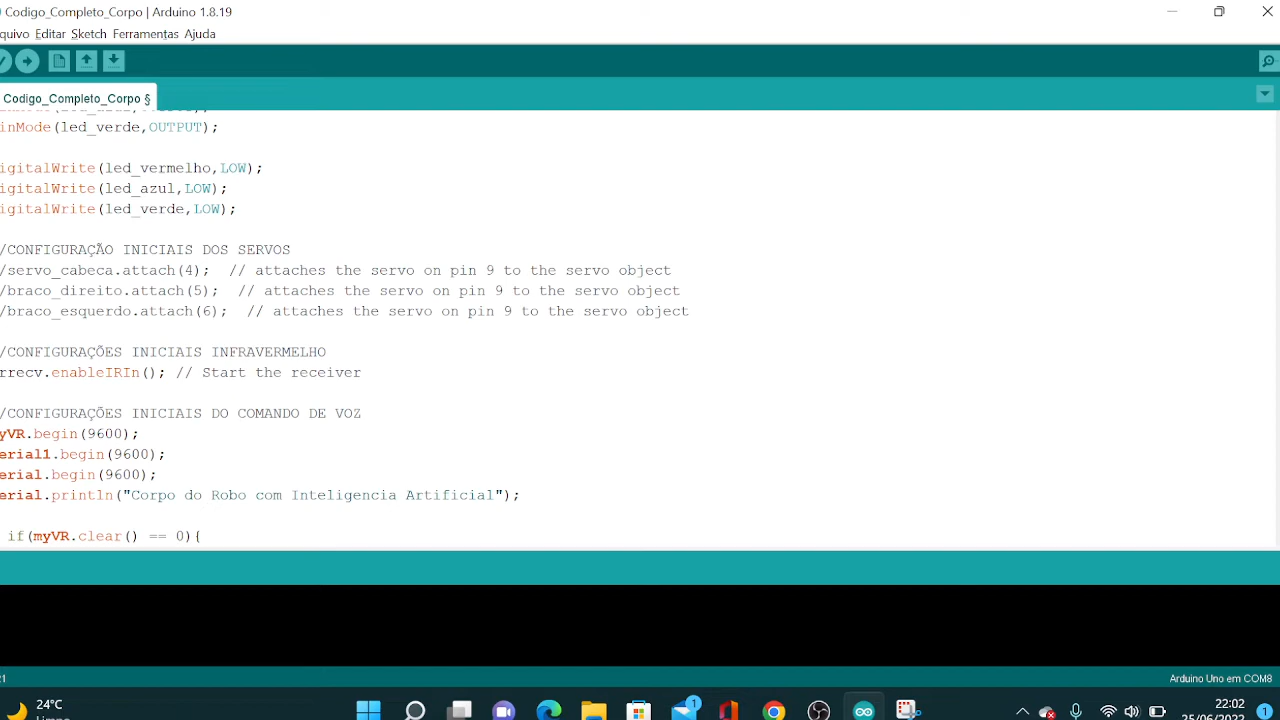 Codigo_Completo_Corpo | Arduino 1.8.19
quivo Editar Sketch Ferramentas Ajuda
Codigo_Completo_Corpo §
inMode(led_verde,OUTPUT);
igitalWrite(led_vermelho,LOW);
igitalWrite(led_azul,LOW);
igitalWrite(led_verde,LOW);
/CONFIGURAÇÃO INICIAIS DOS SERVOS
/servo_cabeca.attach(4);  // attaches the servo on pin 9 to the servo object
/braco_direito.attach(5);  // attaches the servo on pin 9 to the servo object
/braco_esquerdo.attach(6);  // attaches the servo on pin 9 to the servo object
/CONFIGURAÇÕES INICIAIS INFRAVERMELHO
rrecv.enableIRIn(); // Start the receiver
/CONFIGURAÇÕES INICIAIS DO COMANDO DE VOZ
yVR.begin(9600);
erial1.begin(9600);
erial.begin(9600);
erial.println("Corpo do Robo com Inteligencia Artificial");
if(myVR.clear() == 0){
21
Arduino Uno em COM8
24°C
Limpo
1
22:02
25/06/2022
1